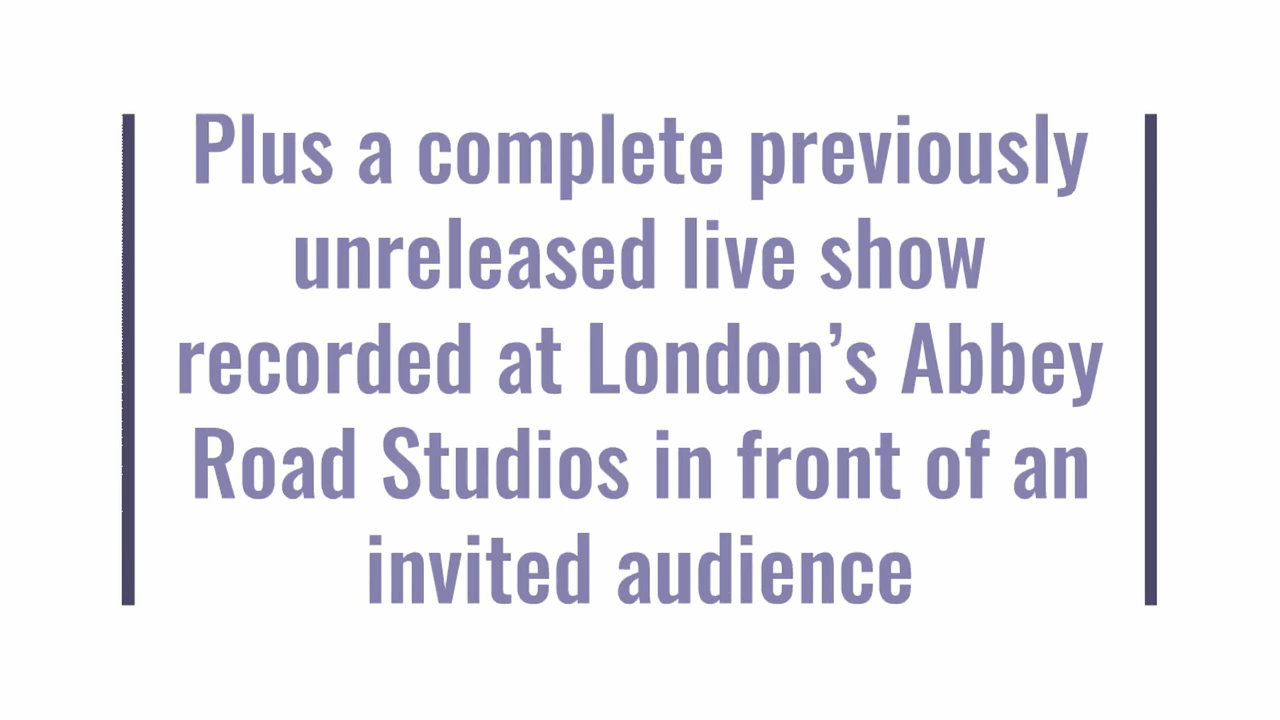 Plus a complete previously
unreleased live show
recorded at London’s Abbey
Road Studios in front of an
invited audience